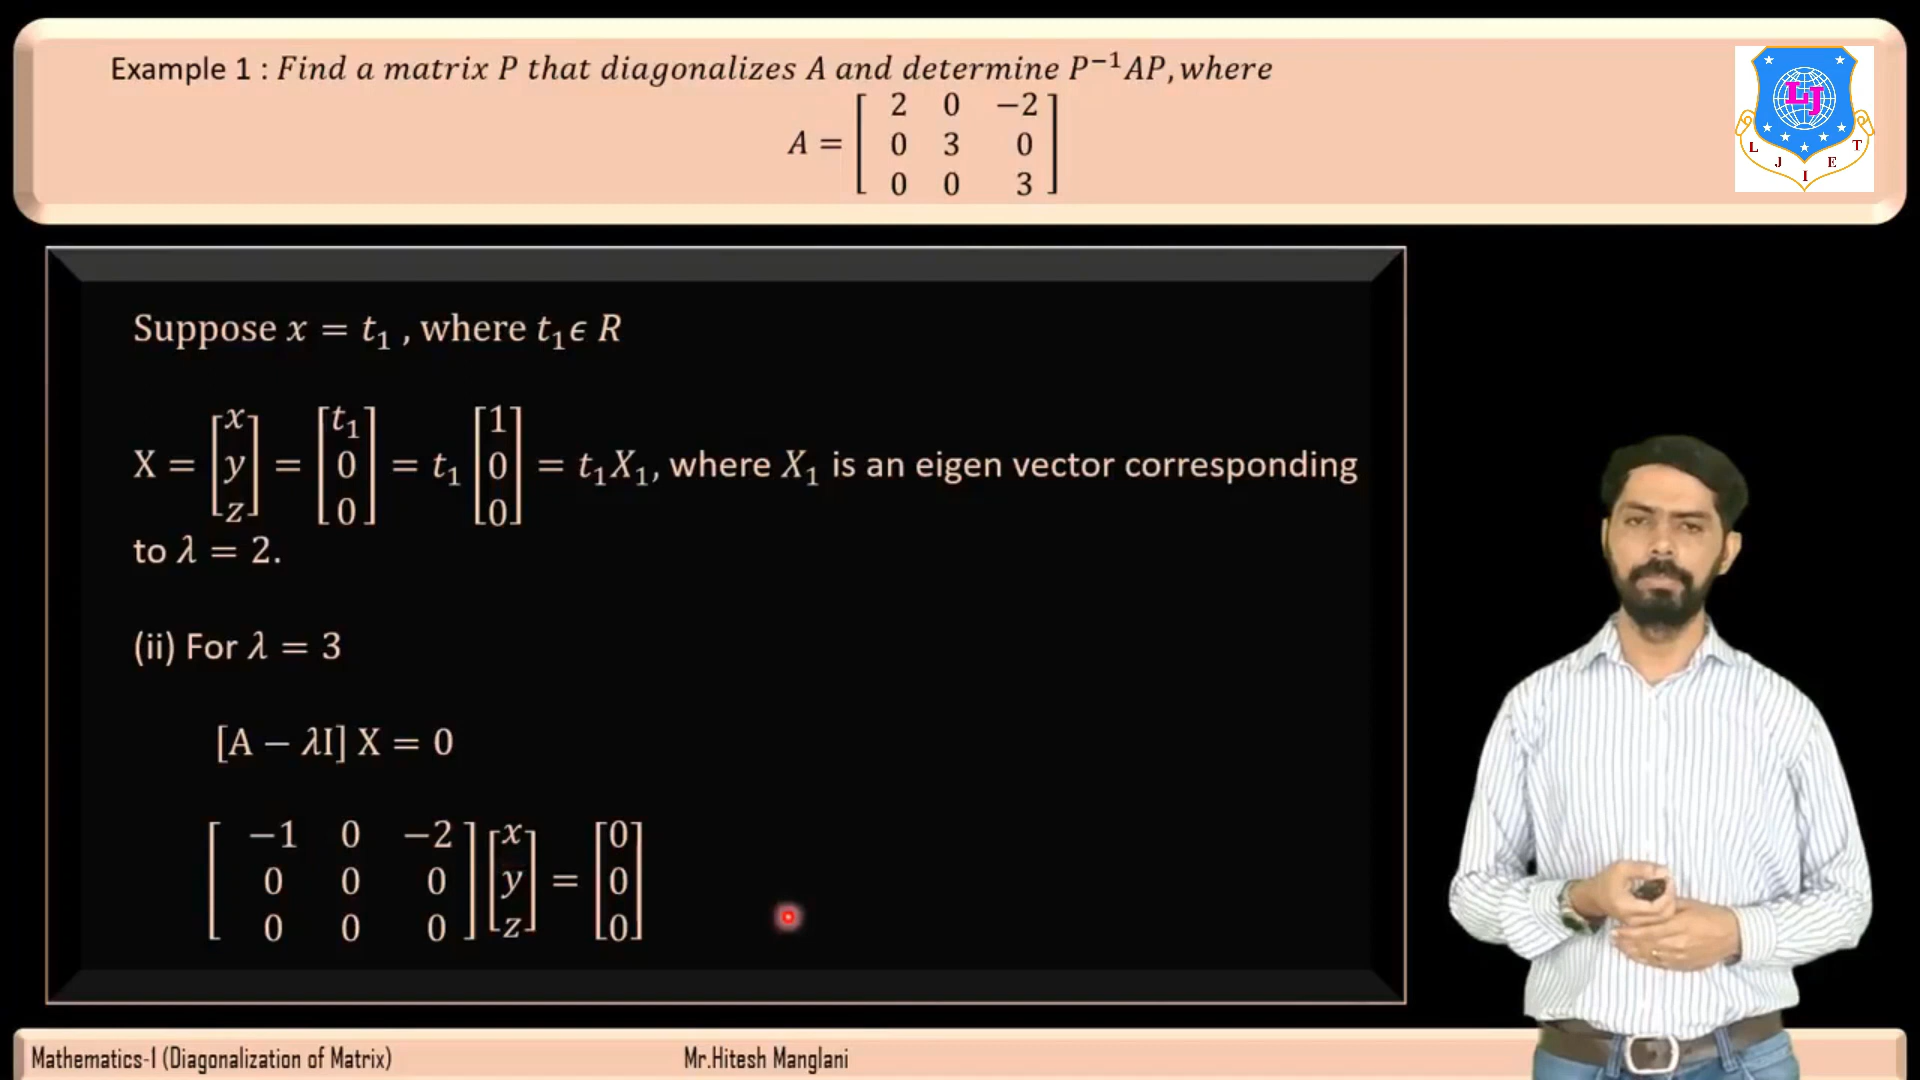 Example 1 : Find a matrix P that diagonalizes A and determine P⁻¹AP, where
A = [ 2 0 −2
0 3 0
0 0 3 ]
LJ
L J I E T
Suppose x = t₁ , where t₁ϵ R
X = [x y z] = [t₁ 0 0] = t₁ [1 0 0] = t₁X₁, where X₁ is an eigen vector corresponding
to λ = 2.
(ii) For λ = 3
[A − λI] X = 0
[ −1 0 −2
0 0 0
0 0 0 ] [x y z] = [0 0 0]
Mathematics-I (Diagonalization of Matrix)
Mr.Hitesh Manglani